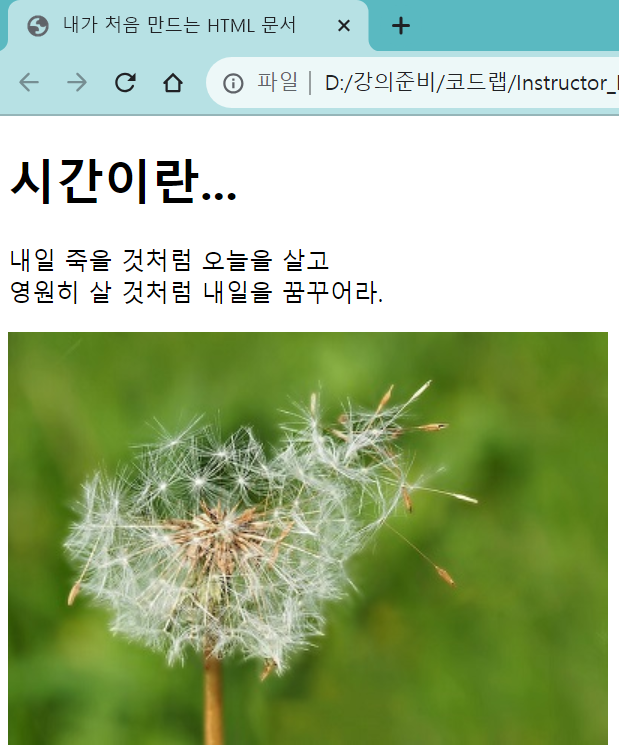 내가 처음 만드는 HTML 문서
파일 | D:/강의준비/코드랩/Instructor_
시간이란...
내일 죽을 것처럼 오늘을 살고
영원히 살 것처럼 내일을 꿈꾸어라.